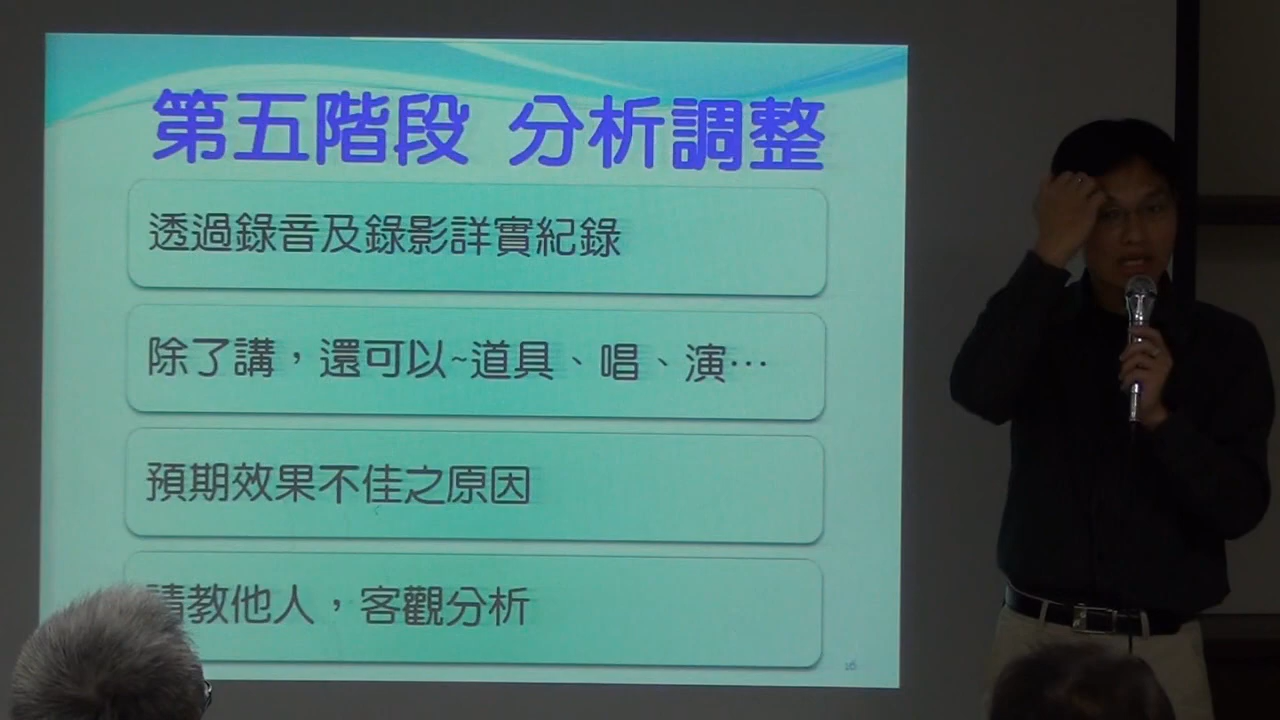 第五階段 分析調整
透過錄音及錄影詳實紀錄
除了講，還可以~道具、唱、演…
預期效果不佳之原因
請教他人，客觀分析
16